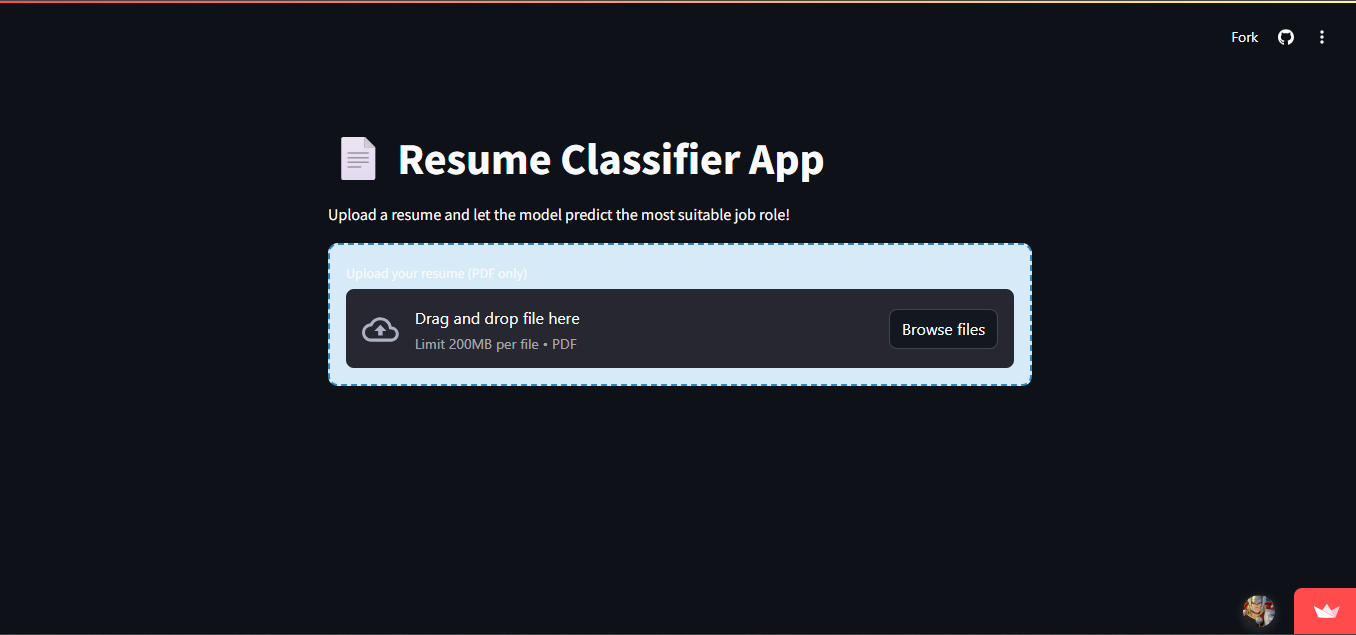 Fork
Resume Classifier App
Upload a resume and let the model predict the most suitable job role!
Upload your resume (PDF only)
Drag and drop file here
Limit 200MB per file • PDF
Browse files